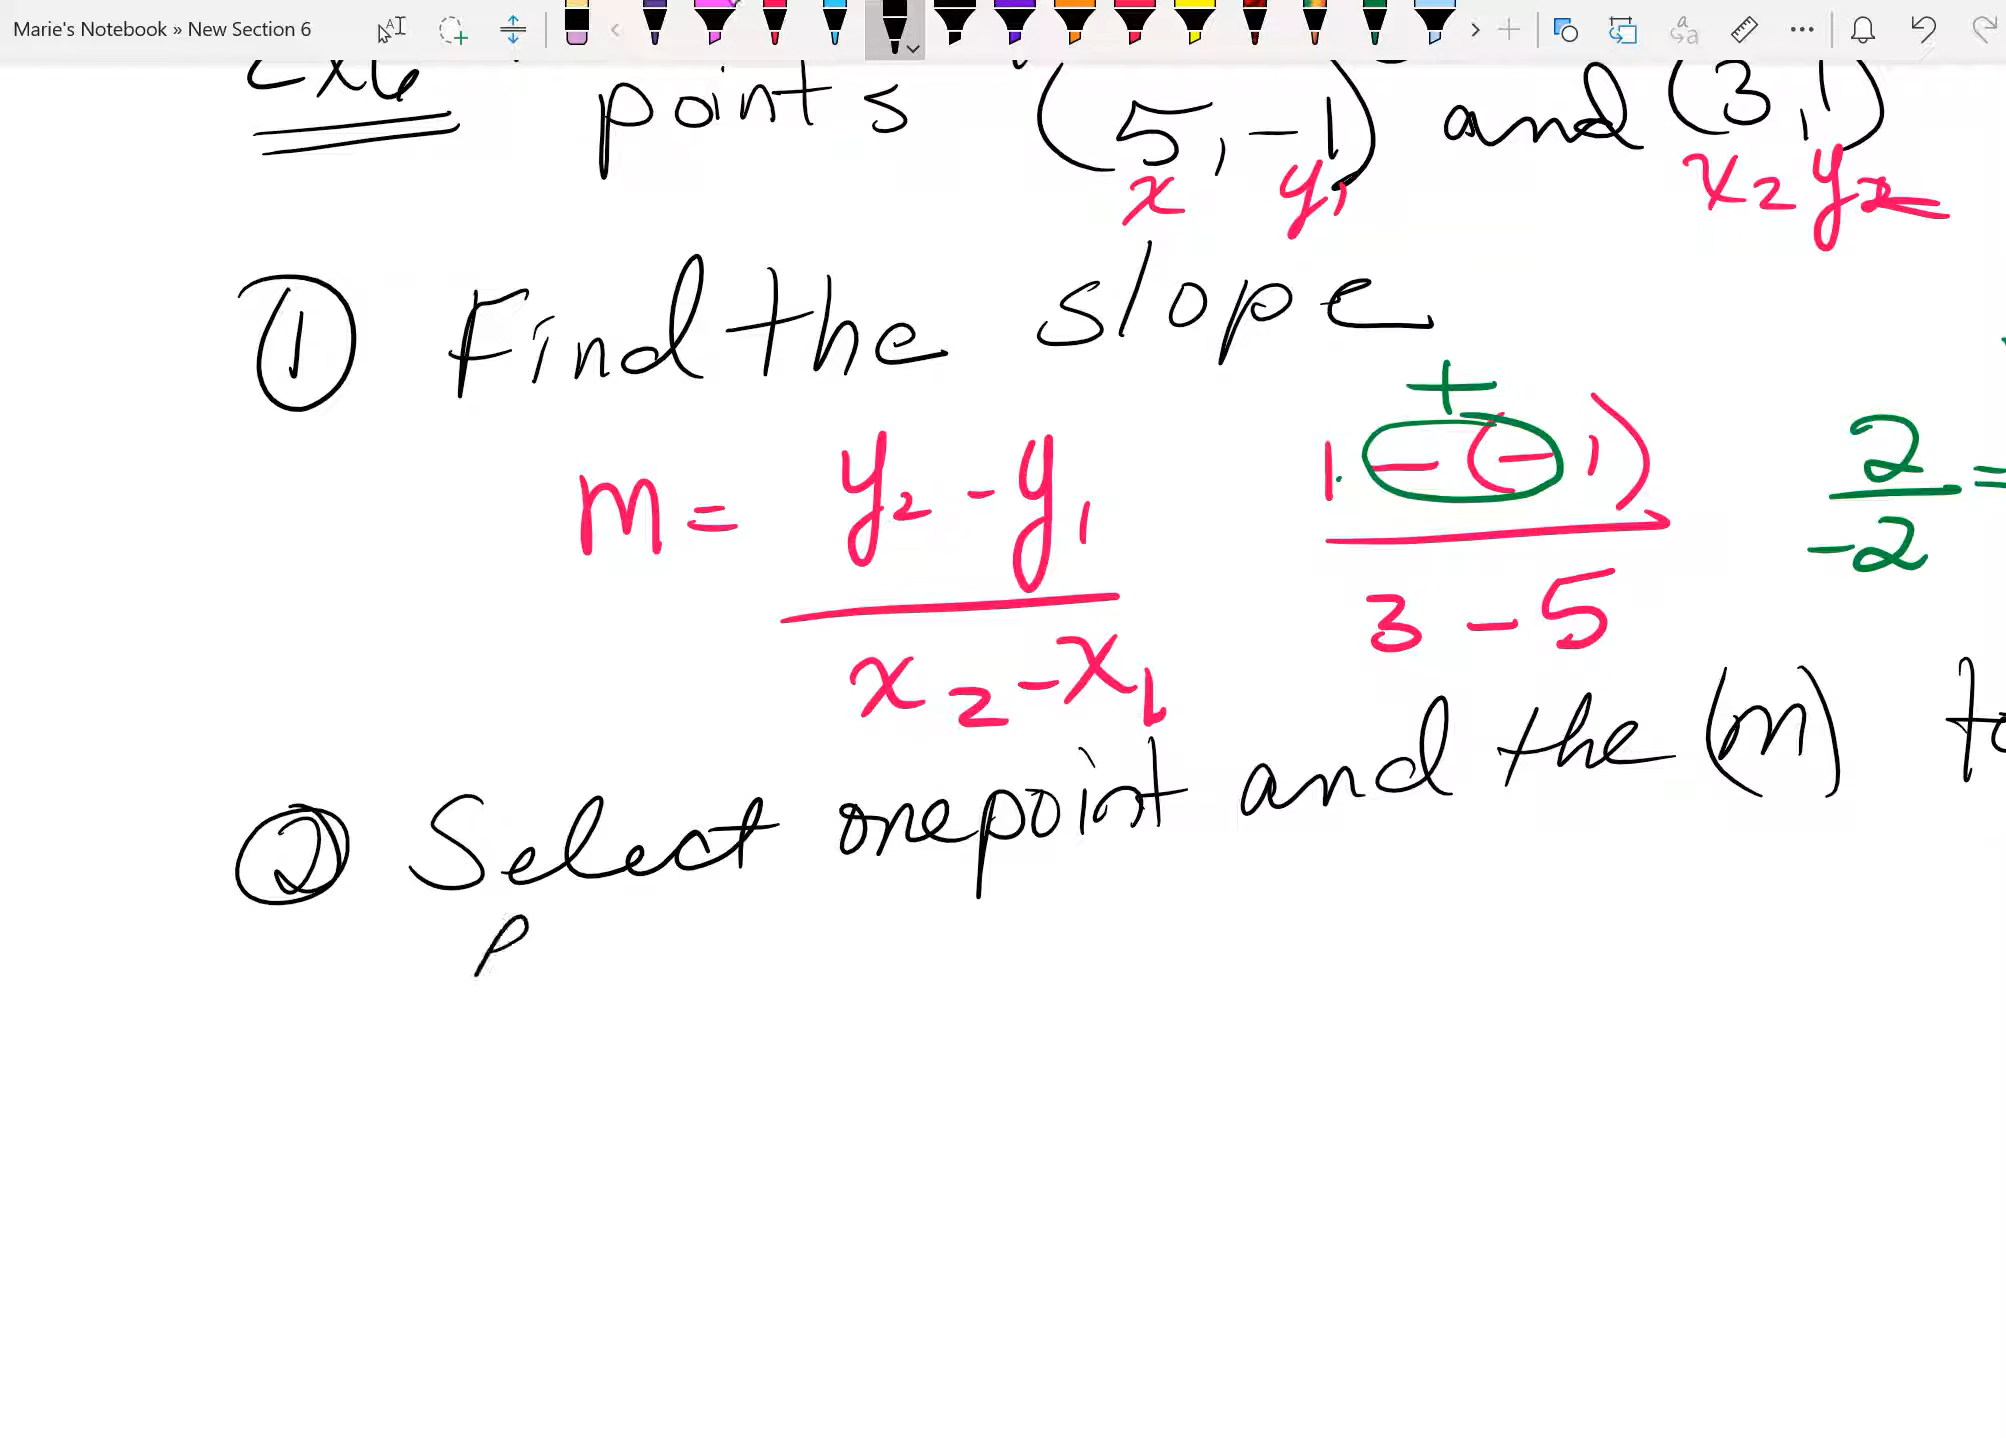 Marie's Notebook » New Section 6
points (5, -1) and (3, 1)
x y₁ x₂ y₂
① Find the slope
+
m = y₂ - y₁ 1 - (-1) 2 =
x₂ - x₁ 3 - 5 -2
② Select one point and the (m)
p